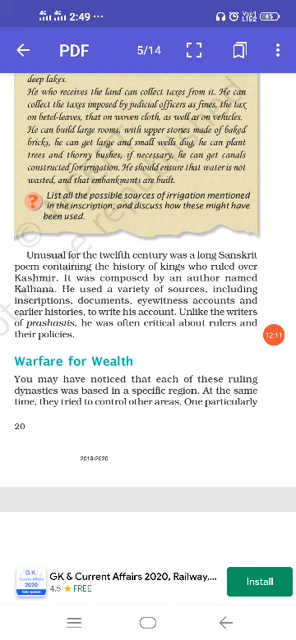 4G 4G 2:49 ••• 45
PDF 5/14
deep lakes.
He who receives the land can collect taxes from it. He can
collect the taxes imposed by judicial officers as fines, the tax
on betel-leaves, that on woven cloth, as well as on vehicles.
He can build large rooms, with upper stories made of baked
bricks, he can get large and small wells dug, he can plant
trees and thorny bushes, if necessary, he can get canals
constructed for irrigation. He should ensure that water is not
wasted, and that embankments are built.
? List all the possible sources of irrigation mentioned
in the inscription, and discuss how these might have
been used.
Unusual for the twelfth century was a long Sanskrit
poem containing the history of kings who ruled over
Kashmir. It was composed by an author named
Kalhana. He used a variety of sources, including
inscriptions, documents, eyewitness accounts and
earlier histories, to write his account. Unlike the writers
of prashastis, he was often critical about rulers and
their policies.
12:11
Warfare for Wealth
You may have noticed that each of these ruling
dynasties was based in a specific region. At the same
time, they tried to control other areas. One particularly
20
2019-2020
GK & Current Affairs 2020, Railway,...
4.5 ★ FREE
Install
G.K
Current Affairs
2020